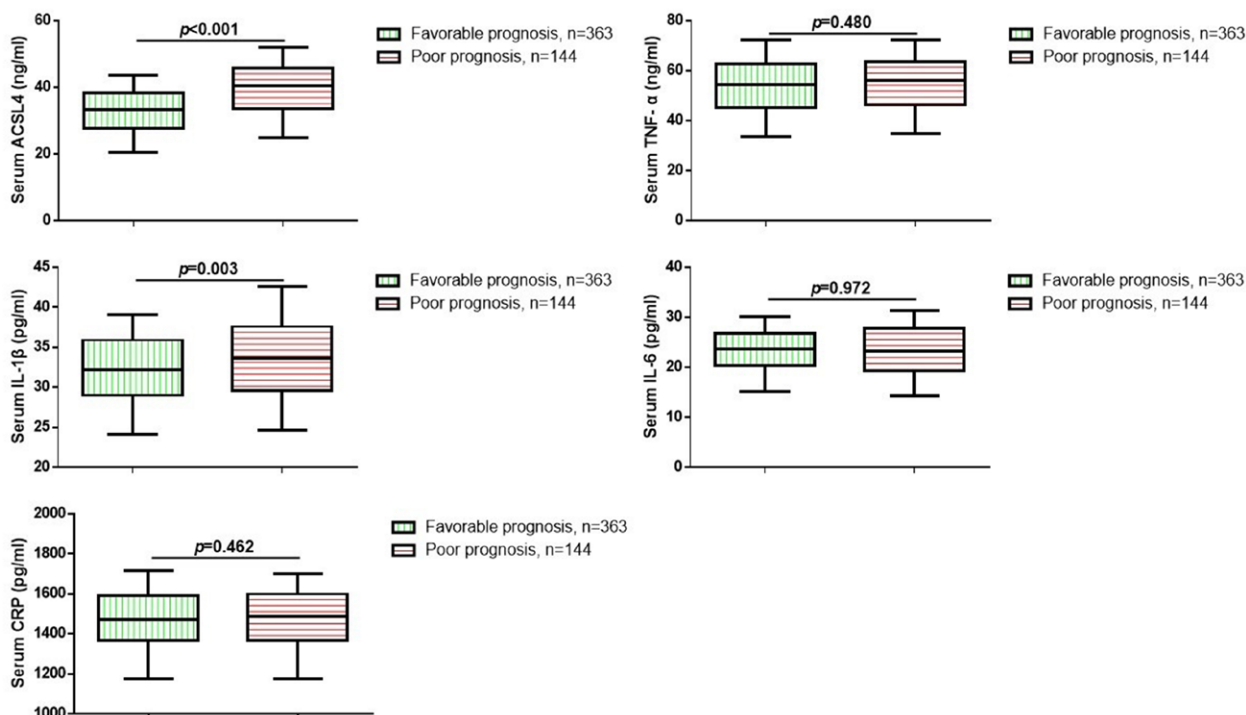 Serum ACSL4 (ng/ml)
60
40
20
0
p<0.001
Favorable prognosis, n=363
Poor prognosis, n=144
Serum TNF- α (ng/ml)
80
60
40
20
0
p=0.480
Favorable prognosis, n=363
Poor prognosis, n=144
Serum IL-1β (pg/ml)
45
40
35
30
25
20
p=0.003
Favorable prognosis, n=363
Poor prognosis, n=144
Serum IL-6 (pg/ml)
40
30
20
10
0
p=0.972
Favorable prognosis, n=363
Poor prognosis, n=144
Serum CRP (pg/ml)
2000
1800
1600
1400
1200
1000
p=0.462
Favorable prognosis, n=363
Poor prognosis, n=144